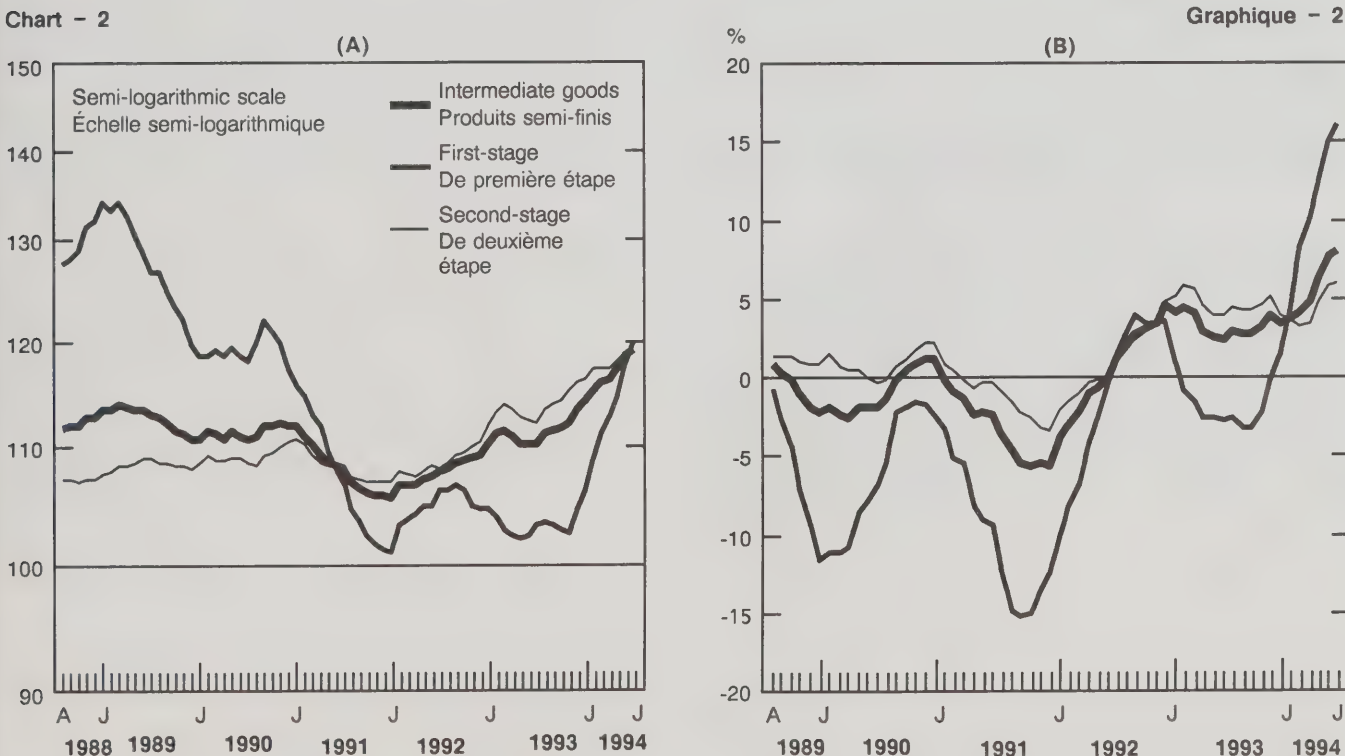 Chart - 2
Graphique - 2
(A)
150
140
130
120
110
100
90
Semi-logarithmic scale
Échelle semi-logarithmique
Intermediate goods
Produits semi-finis
First-stage
De première étape
Second-stage
De deuxième
étape
A J J J J J J J
1988 1989 1990 1991 1992 1993 1994
(B)
%
20
15
10
5
0
-5
-10
-15
-20
A J J J J J J
1989 1990 1991 1992 1993 1994